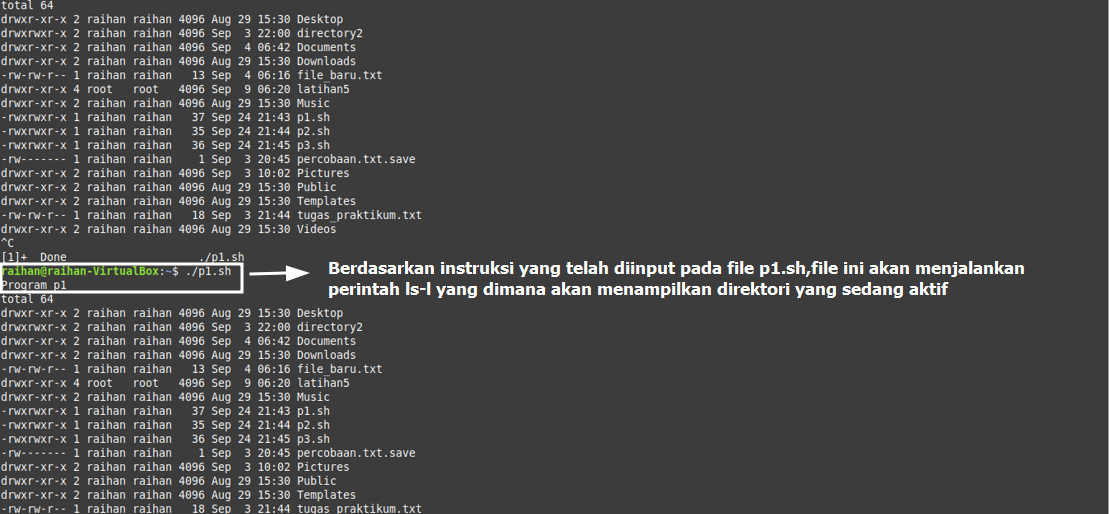 total 64
drwxr-xr-x 2 raihan raihan 4096 Aug 29 15:30 Desktop
drwxrwxr-x 2 raihan raihan 4096 Sep  3 22:00 directory2
drwxr-xr-x 2 raihan raihan 4096 Sep  4 06:42 Documents
drwxr-xr-x 2 raihan raihan 4096 Aug 29 15:30 Downloads
-rw-rw-r-- 1 raihan raihan   13 Sep  4 06:16 file_baru.txt
drwxr-xr-x 4 root   root   4096 Sep  9 06:20 latihan5
drwxr-xr-x 2 raihan raihan 4096 Aug 29 15:30 Music
-rwxrwxr-x 1 raihan raihan   37 Sep 24 21:43 p1.sh
-rwxrwxr-x 1 raihan raihan   35 Sep 24 21:44 p2.sh
-rwxrwxr-x 1 raihan raihan   36 Sep 24 21:45 p3.sh
-rw------- 1 raihan raihan    1 Sep  3 20:45 percobaan.txt.save
drwxr-xr-x 2 raihan raihan 4096 Sep  3 10:02 Pictures
drwxr-xr-x 2 raihan raihan 4096 Aug 29 15:30 Public
drwxr-xr-x 2 raihan raihan 4096 Aug 29 15:30 Templates
-rw-rw-r-- 1 raihan raihan   18 Sep  3 21:44 tugas_praktikum.txt
drwxr-xr-x 2 raihan raihan 4096 Aug 29 15:30 Videos
^C
[1]+  Done                    ./p1.sh
raihan@raihan-VirtualBox:~$ ./p1.sh
Program p1
Berdasarkan instruksi yang telah diinput pada file p1.sh,file ini akan menjalankan
perintah ls-l yang dimana akan menampilkan direktori yang sedang aktif
total 64
drwxr-xr-x 2 raihan raihan 4096 Aug 29 15:30 Desktop
drwxrwxr-x 2 raihan raihan 4096 Sep  3 22:00 directory2
drwxr-xr-x 2 raihan raihan 4096 Sep  4 06:42 Documents
drwxr-xr-x 2 raihan raihan 4096 Aug 29 15:30 Downloads
-rw-rw-r-- 1 raihan raihan   13 Sep  4 06:16 file_baru.txt
drwxr-xr-x 4 root   root   4096 Sep  9 06:20 latihan5
drwxr-xr-x 2 raihan raihan 4096 Aug 29 15:30 Music
-rwxrwxr-x 1 raihan raihan   37 Sep 24 21:43 p1.sh
-rwxrwxr-x 1 raihan raihan   35 Sep 24 21:44 p2.sh
-rwxrwxr-x 1 raihan raihan   36 Sep 24 21:45 p3.sh
-rw------- 1 raihan raihan    1 Sep  3 20:45 percobaan.txt.save
drwxr-xr-x 2 raihan raihan 4096 Sep  3 10:02 Pictures
drwxr-xr-x 2 raihan raihan 4096 Aug 29 15:30 Public
drwxr-xr-x 2 raihan raihan 4096 Aug 29 15:30 Templates
-rw-rw-r-- 1 raihan raihan   18 Sep  3 21:44 tugas_praktikum.txt